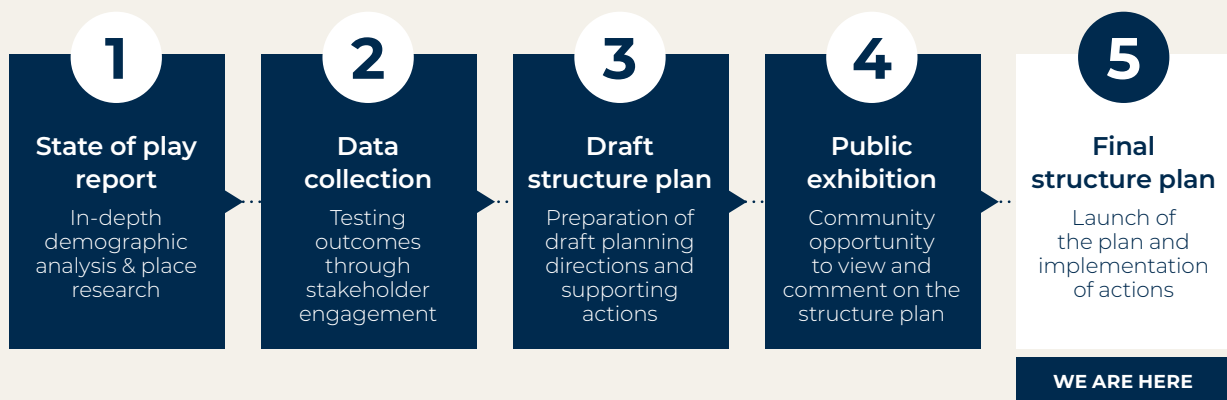 1
State of play
report
In-depth
demographic
analysis & place
research
2
Data
collection
Testing
outcomes
through
stakeholder
engagement
3
Draft
structure plan
Preparation of
draft planning
directions and
supporting
actions
4
Public
exhibition
Community
opportunity
to view and
comment on the
structure plan
5
Final
structure plan
Launch of
the plan and
implementation
of actions
WE ARE HERE